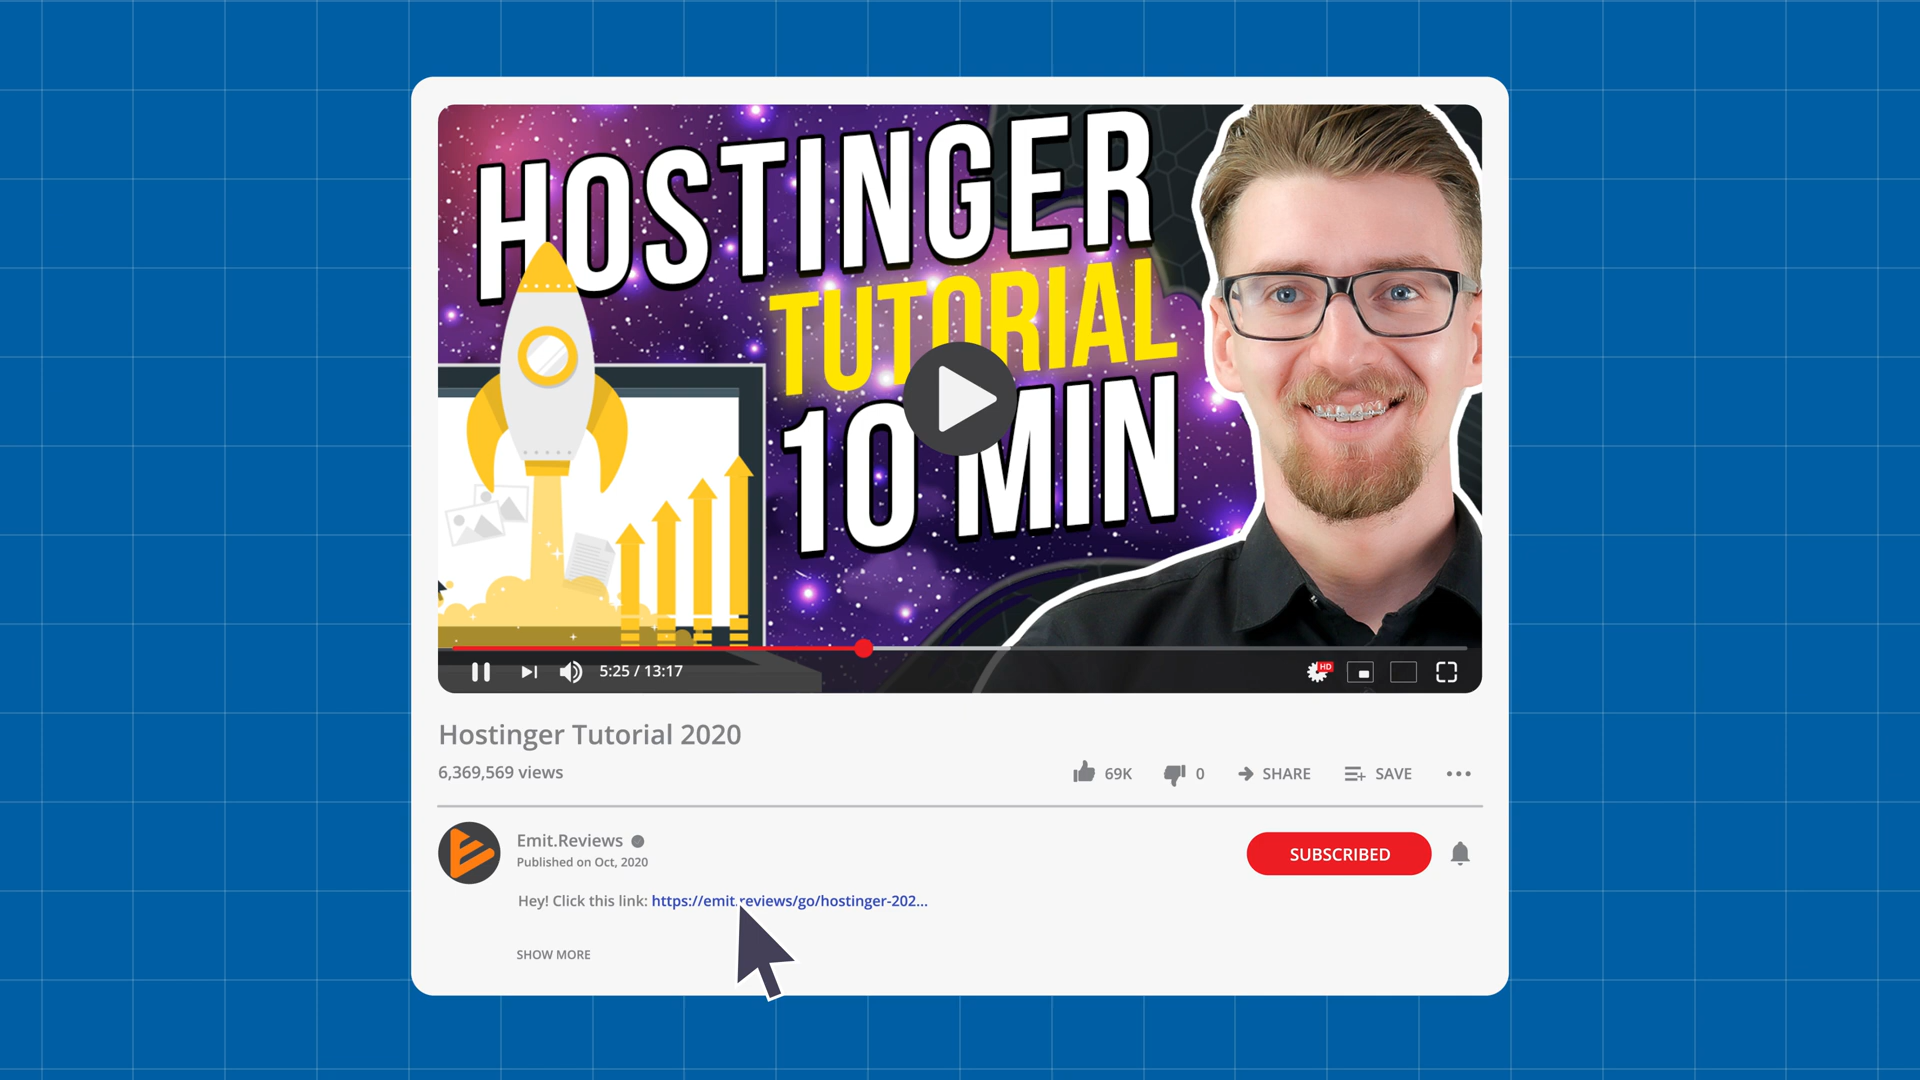 HOSTINGER
TUTORIAL
10 MIN
5:25 / 13:17
HD
Hostinger Tutorial 2020
6,369,569 views
69K
0
SHARE
SAVE
Emit.Reviews
Published on Oct, 2020
SUBSCRIBED
Hey! Click this link: https://emit.reviews/go/hostinger-202...
SHOW MORE